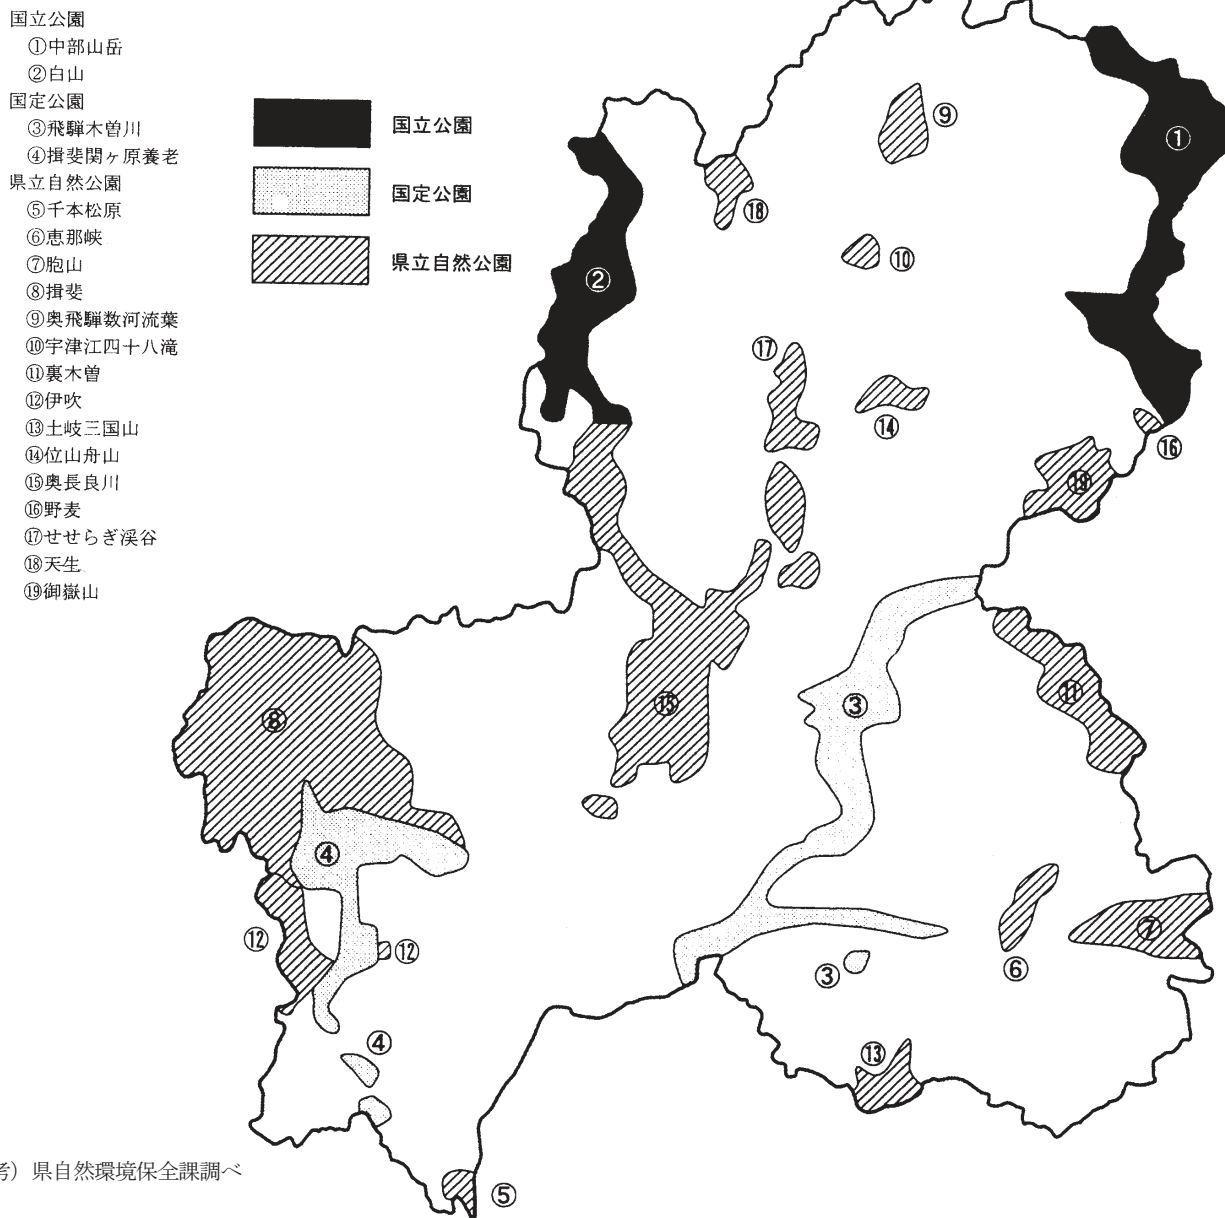 国立公園
①中部山岳
②白山
国定公園
③飛騨木曽川
④揖斐関ヶ原養老
県立自然公園
⑤千本松原
⑥恵那峡
⑦胞山
⑧揖斐
⑨奥飛騨数河流葉
⑩宇津江四十八滝
⑪裏木曽
⑫伊吹
⑬土岐三国山
⑭位山舟山
⑮奥長良川
⑯野麦
⑰せせらぎ渓谷
⑱天生
⑲御嶽山
国立公園
国定公園
県立自然公園
①
⑨
⑱
②
⑩
⑰
⑭
⑯
⑲
⑪
③
⑮
⑧
④
⑫
⑫
⑦
⑥
③
④
⑬
⑤
考）県自然環境保全課調べ